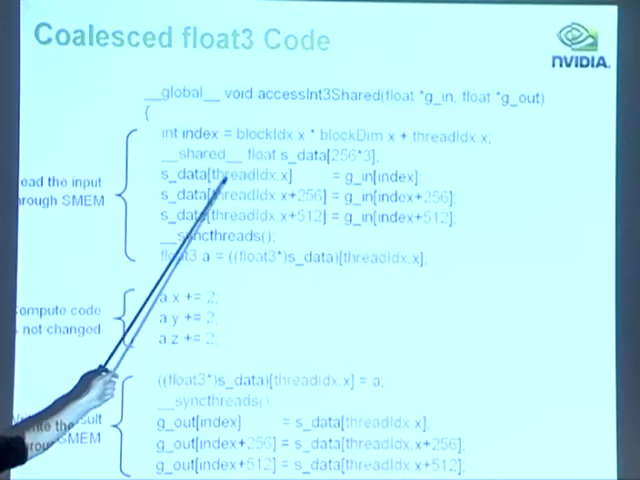 Coalesced float3 Code
NVIDIA.
__global__ void accessInt3Shared(float *g_in, float *g_out)
{
int index = blockIdx x * blockDim x + threadIdx x;
__shared__ float s_data[256*3];
s_data[threadIdx.x] = g_in[index];
s_data[threadIdx x+256] = g_in[index+256];
s_data[threadIdx x+512] = g_in[index+512];
__syncthreads();
float3 a = ((float3*)s_data)[threadIdx.x];
ead the input
rough SMEM
a.x += 2;
a y += 2;
a z += 2;
ompute code
not changed
((float3*)s_data)[threadIdx.x] = a;
__syncthreads()
g_out[index] = s_data[threadIdx x];
g_out[index+256] = s_data[threadIdx x+256];
g_out[index+512] = s_data[threadIdx x+512];
the result
SMEM